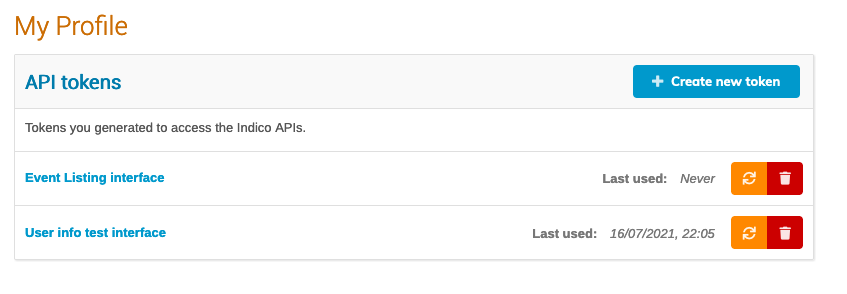 My Profile
API tokens
Create new token
Tokens you generated to access the Indico APIs.
Event Listing interface Last used: Never
User info test interface Last used: 16/07/2021, 22:05